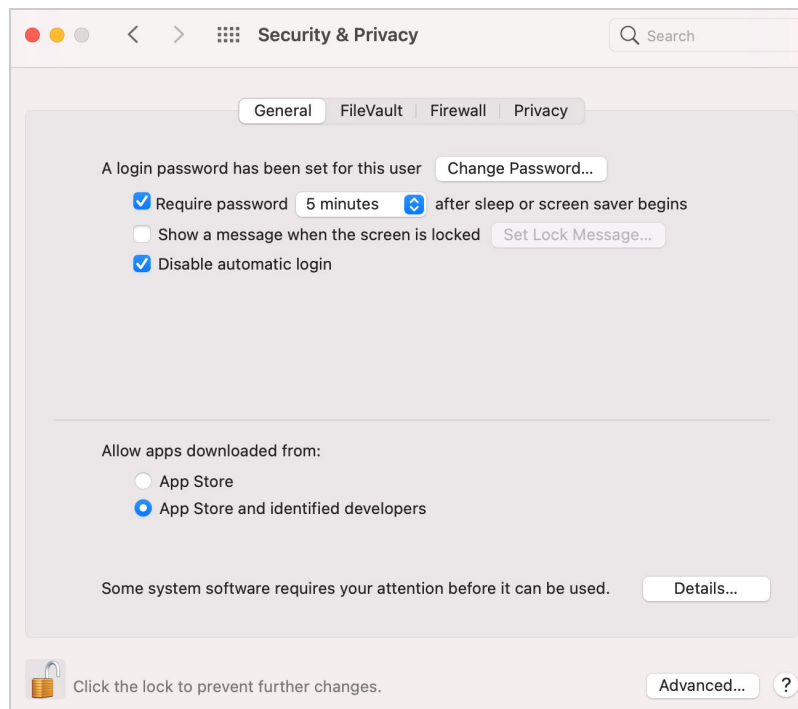 Security & Privacy
Search
General FileVault Firewall Privacy
A login password has been set for this user Change Password...
Require password 5 minutes after sleep or screen saver begins
Show a message when the screen is locked Set Lock Message...
Disable automatic login
Allow apps downloaded from:
App Store
App Store and identified developers
Some system software requires your attention before it can be used. Details...
Click the lock to prevent further changes. Advanced... ?